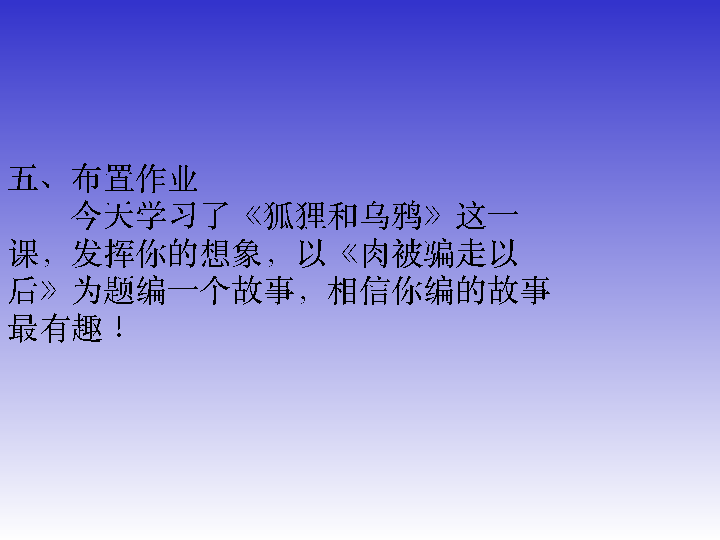 五、布置作业
今天学习了《狐狸和乌鸦》这一
课，发挥你的想象，以《肉被骗走以
后》为题编一个故事，相信你编的故事
最有趣！